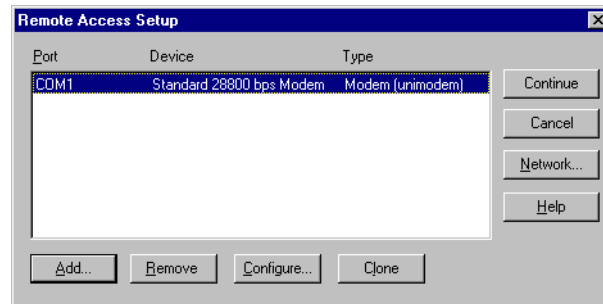 Remote Access Setup
Port Device Type
COM1 Standard 28800 bps Modem Modem (unimodem)
Continue
Cancel
Network...
Help
Add... Remove Configure... Clone